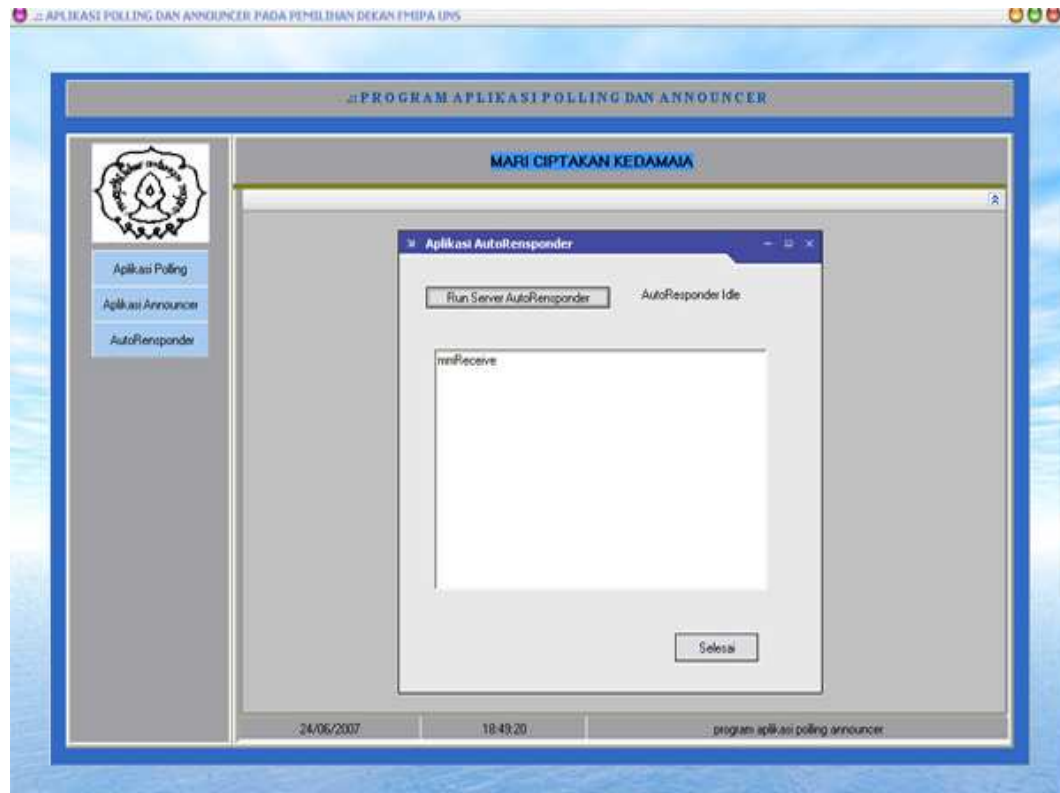 .:: APLIKASI POLLING DAN ANNOUNCER PADA PEMILIHAN DEKAN FMIPA UNS
.:: PROGRAM APLIKASI POLLING DAN ANNOUNCER
MARI CIPTAKAN KEDAMAIA
Aplikasi Polling
Aplikasi Announcer
AutoRensponder
Aplikasi AutoRensponder
Run Server AutoRensponder
AutoResponder Idle
mmReceive
Selesai
24/06/2007
18:49:20
program aplikasi polling announcer